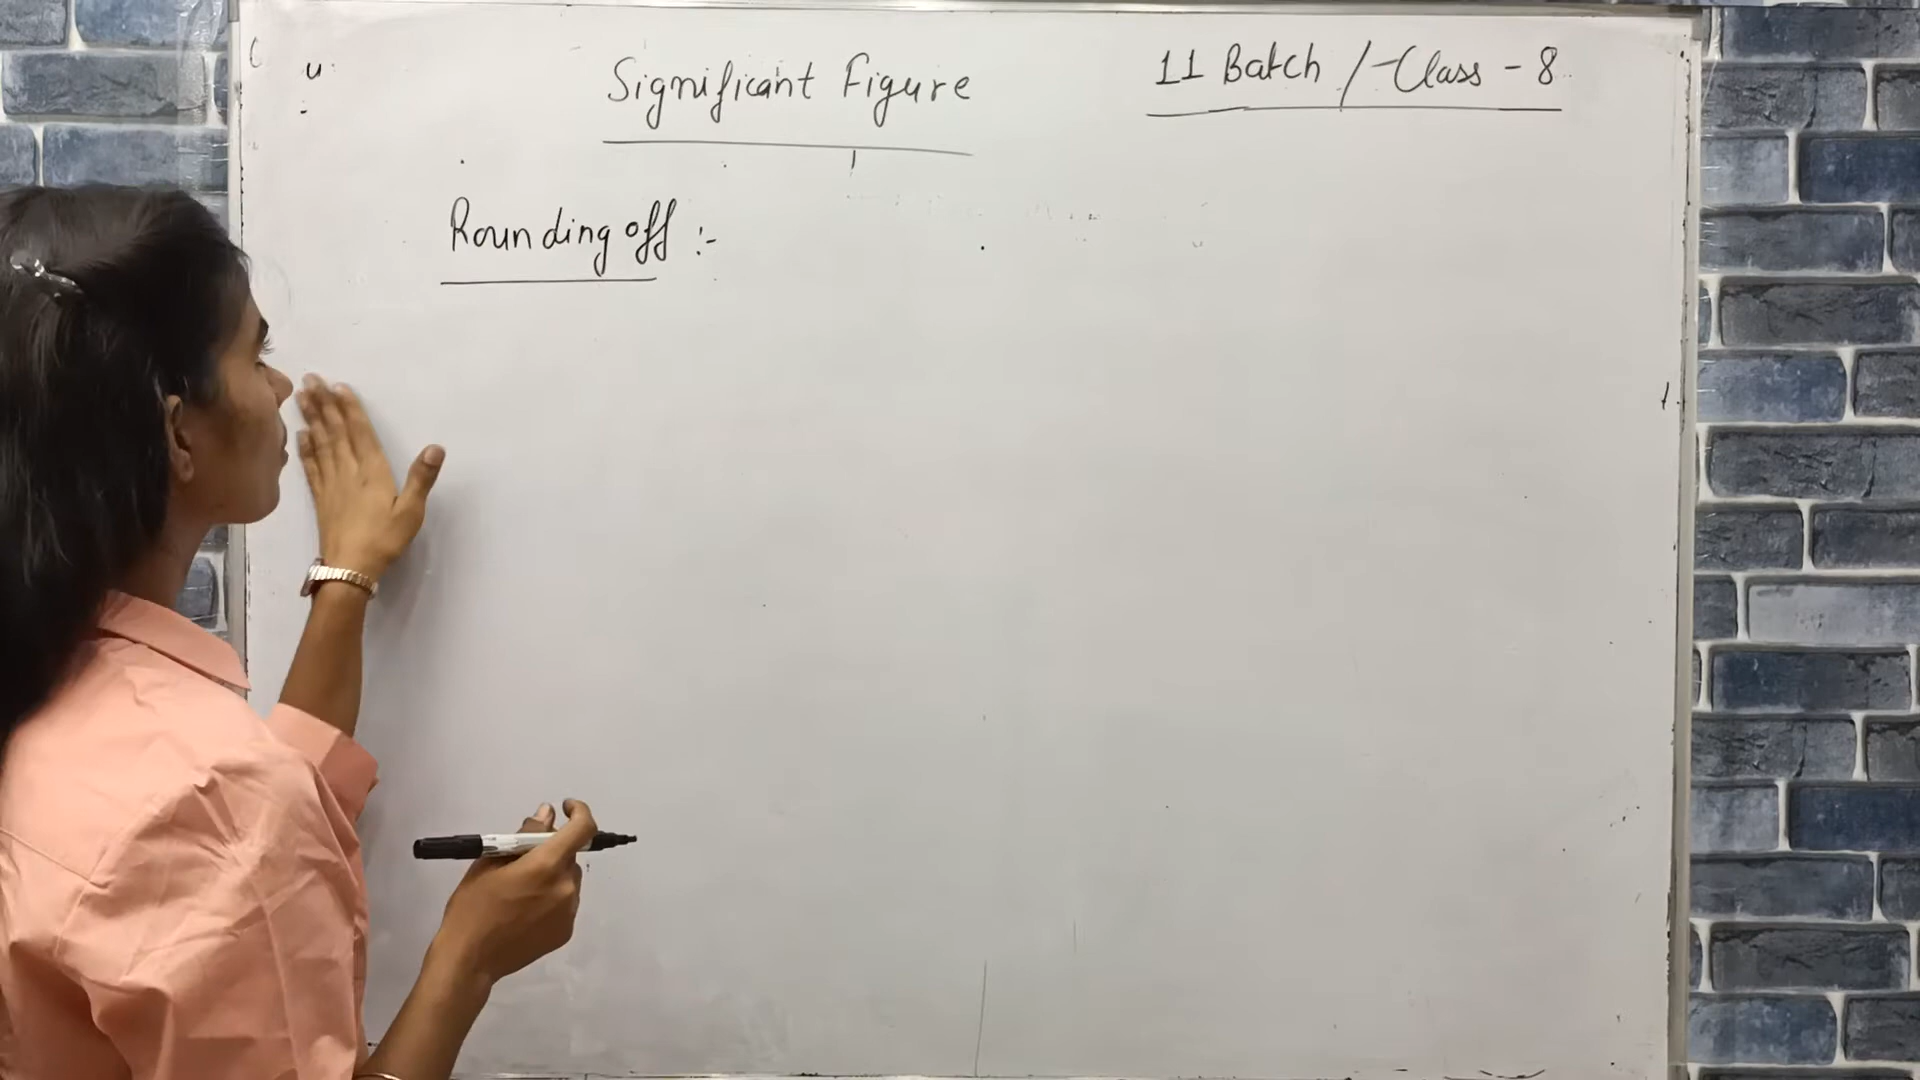 Significant Figure
11 Batch / Class - 8
Rounding off :-